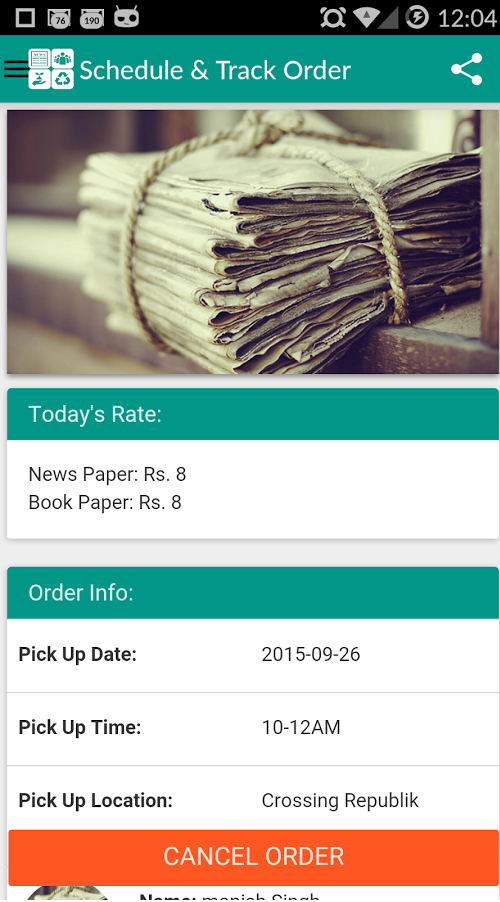 76 190 12:04
NEWS
Schedule & Track Order
Today's Rate:
News Paper: Rs. 8
Book Paper: Rs. 8
Order Info:
Pick Up Date: 2015-09-26
Pick Up Time: 10-12AM
Pick Up Location: Crossing Republik
CANCEL ORDER
Name: manish Singh